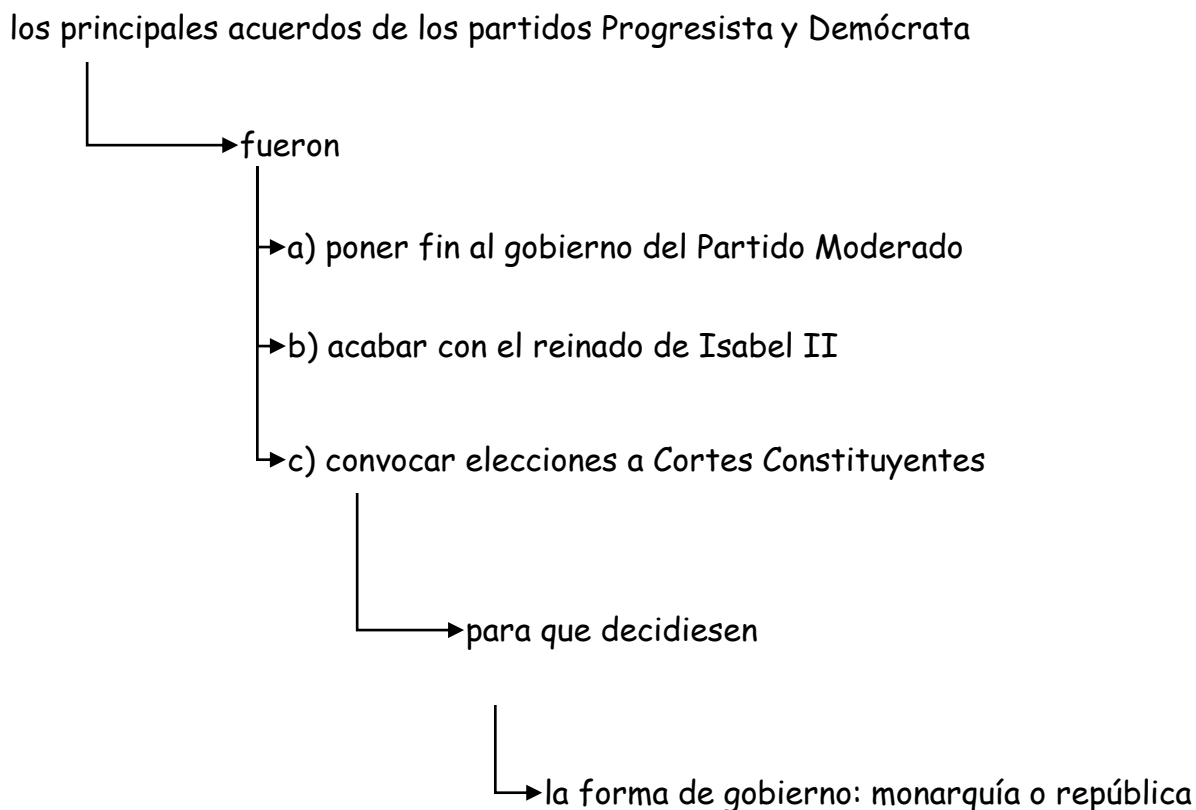 los principales acuerdos de los partidos Progresista y Demócrata
fueron
a) poner fin al gobierno del Partido Moderado
b) acabar con el reinado de Isabel II
c) convocar elecciones a Cortes Constituyentes
para que decidiesen
la forma de gobierno: monarquía o república